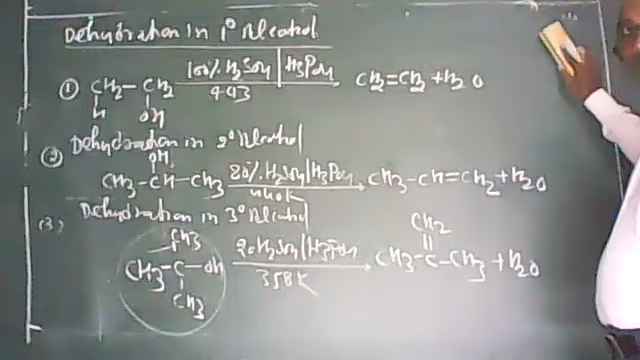 Dehydration in 1° Alcohol
① CH2–CH2 100% H2SO4 | H3PO4 CH2=CH2 + H2O
H OH 443
Dehydration in 2° Alcohol
② OH
CH3–CH–CH3 80% H2SO4 | H3PO4 CH3–CH=CH2 + H2O
440K
(3) Dehydration in 3° Alcohol
CH3 CH2
CH3–C–OH 20 H2SO4 | H3PO4 CH3–C–CH3 + H2O
CH3 358K